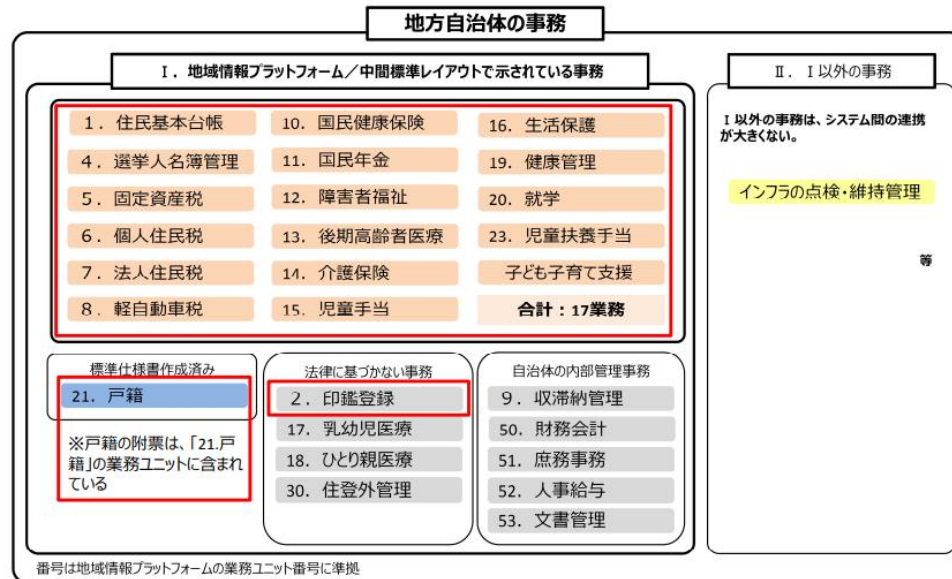 地方自治体の事務
Ⅰ．地域情報プラットフォーム／中間標準レイアウトで示されている事務
1．住民基本台帳
4．選挙人名簿管理
5．固定資産税
6．個人住民税
7．法人住民税
8．軽自動車税
10．国民健康保険
11．国民年金
12．障害者福祉
13．後期高齢者医療
14．介護保険
15．児童手当
16．生活保護
19．健康管理
20．就学
23．児童扶養手当
子ども子育て支援
合計：17業務
標準仕様書作成済み
21．戸籍
※戸籍の附票は、「21.戸
籍」の業務ユニットに含まれ
ている
法律に基づかない事務
2．印鑑登録
17．乳幼児医療
18．ひとり親医療
30．住登外管理
自治体の内部管理事務
9．収滞納管理
50．財務会計
51．庶務事務
52．人事給与
53．文書管理
Ⅱ．Ⅰ以外の事務
Ⅰ以外の事務は、システム間の連携
が大きくない。
インフラの点検・維持管理
等
番号は地域情報プラットフォームの業務ユニット番号に準拠